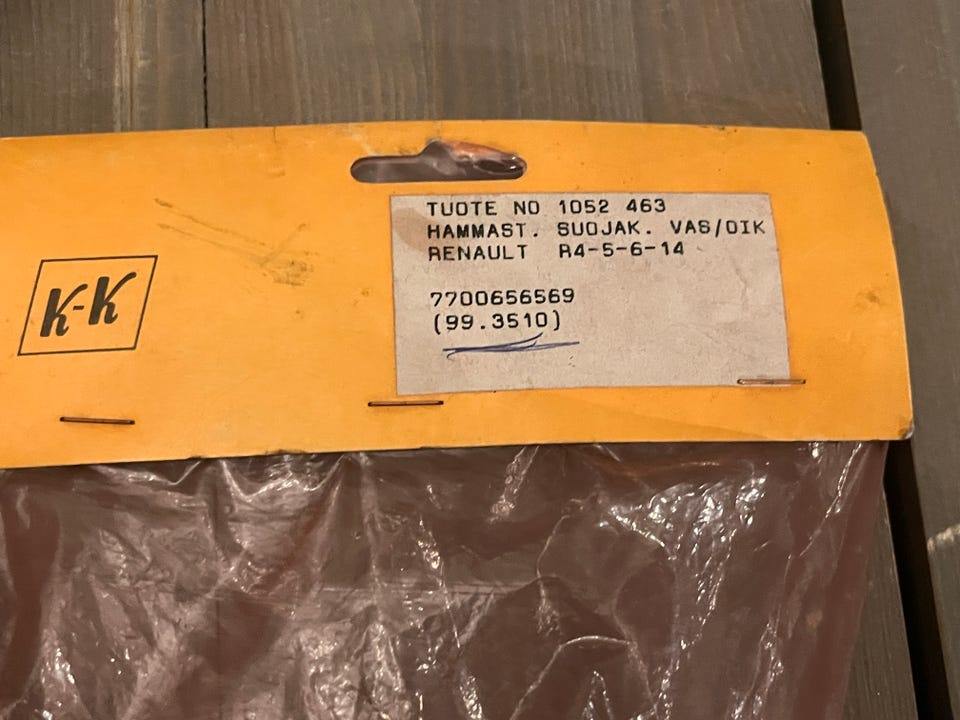 K-K
TUOTE NO 1052 463
HAMMAST. SUOJAK. VAS/OIK
RENAULT R4-5-6-14
7700656569
(99.3510)